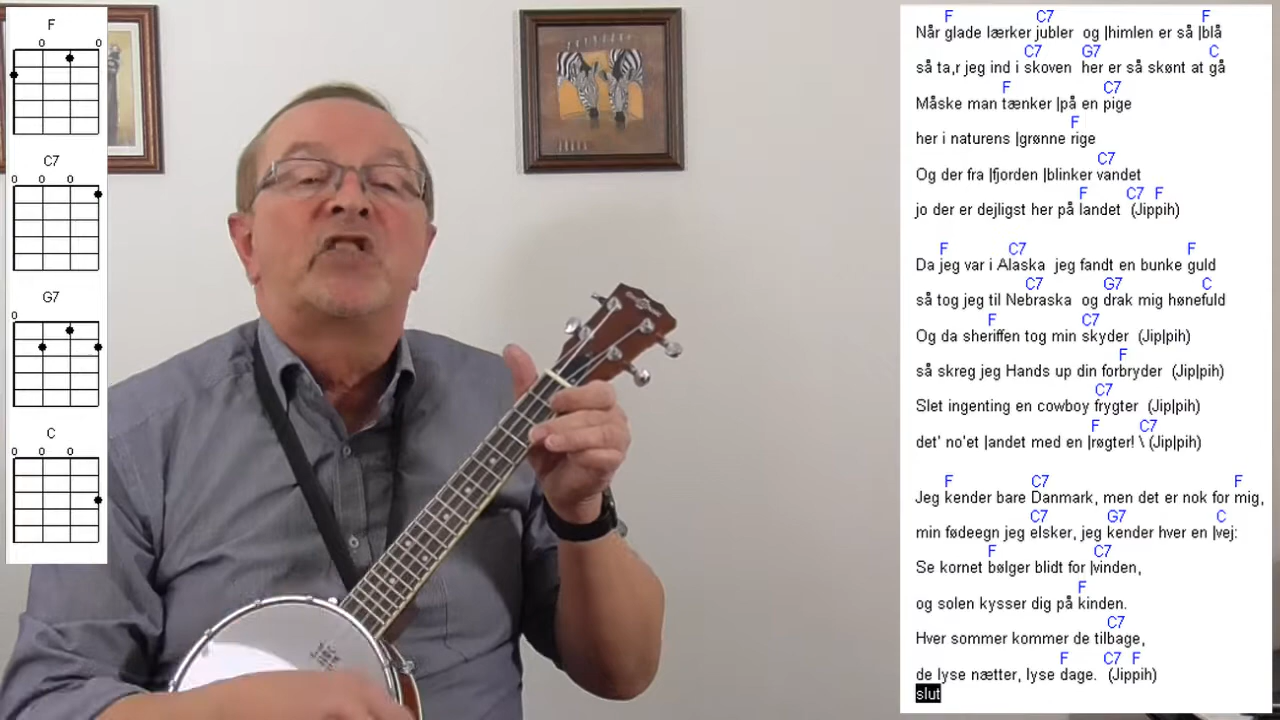 F
o o
C7
o o o
G7
o
C
o o o
F C7 F
Når glade lærker jubler og |himlen er så |blå
C7 G7 C
så ta,r jeg ind i skoven her er så skønt at gå
F C7
Måske man tænker |på en pige
F
her i naturens |grønne rige
C7
Og der fra |fjorden |blinker vandet
F C7 F
jo der er dejligst her på landet (Jippih)
F C7 F
Da jeg var i Alaska jeg fandt en bunke guld
C7 G7 C
så tog jeg til Nebraska og drak mig hønefuld
F C7
Og da sheriffen tog min skyder (Jip|pih)
F
så skreg jeg Hands up din forbryder (Jip|pih)
C7
Slet ingenting en cowboy frygter (Jip|pih)
F C7
det' no'et |andet med en |røgter! \ (Jip|pih)
F C7 F
Jeg kender bare Danmark, men det er nok for mig,
C7 G7 C
min fødeegn jeg elsker, jeg kender hver en |vej:
F C7
Se kornet bølger blidt for |vinden,
F
og solen kysser dig på kinden.
C7
Hver sommer kommer de tilbage,
F C7 F
de lyse nætter, lyse dage. (Jippih)
slut